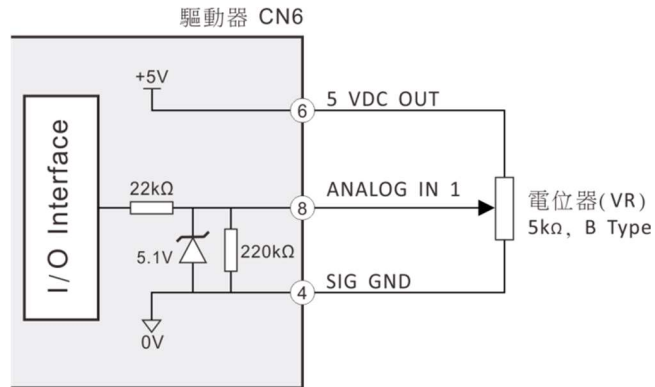 驅動器 CN6
+5V
6
5 VDC OUT
I/O Interface
22kΩ
8
ANALOG IN 1
電位器(VR)
5kΩ, B Type
5.1V
220kΩ
4
SIG GND
0V